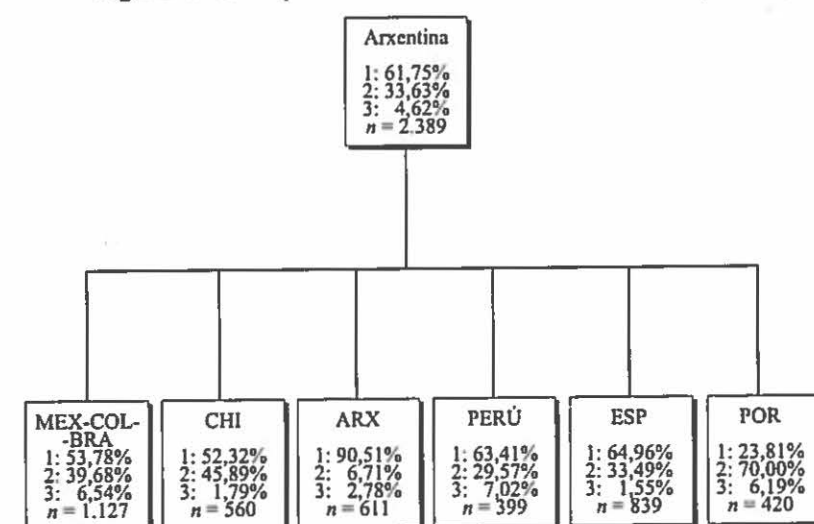 Arxentina
1: 61,75%
2: 33,63%
3: 4,62%
n = 2.389
MEX-COL-
-BRA
1: 53,78%
2: 39,68%
3: 6,54%
n = 1.127
CHI
1: 52,32%
2: 45,89%
3: 1,79%
n = 560
ARX
1: 90,51%
2: 6,71%
3: 2,78%
n = 611
PERÚ
1: 63,41%
2: 29,57%
3: 7,02%
n = 399
ESP
1: 64,96%
2: 33,49%
3: 1,55%
n = 839
POR
1: 23,81%
2: 70,00%
3: 6,19%
n = 420